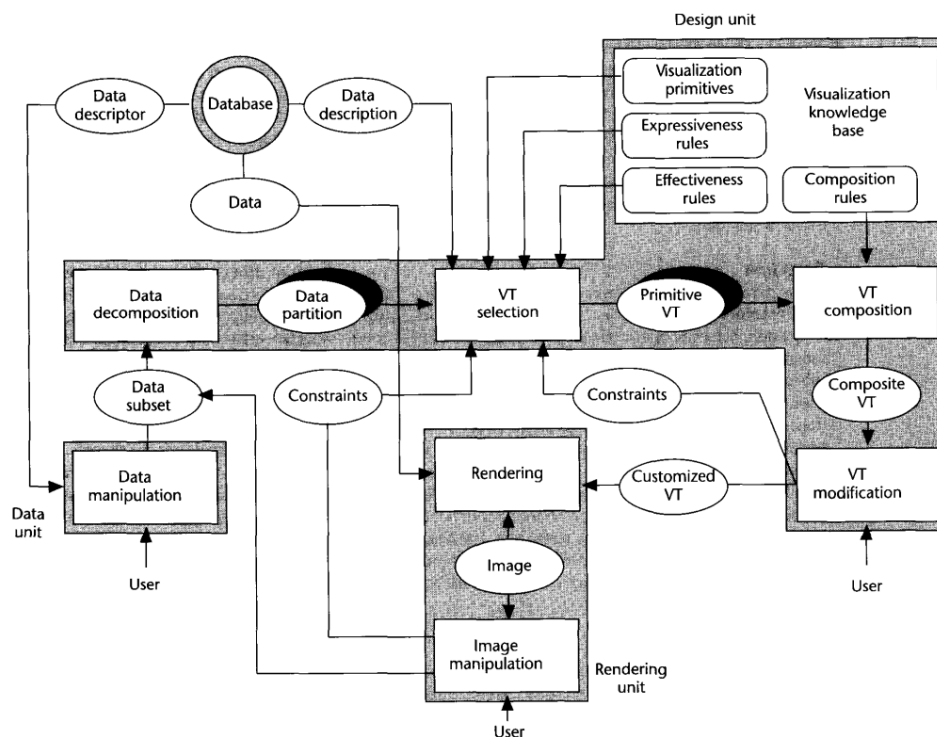 Design unit
Data
descriptor
Database
Data
description
Visualization
primitives
Visualization
knowledge
base
Expressiveness
rules
Effectiveness
rules
Composition
rules
Data
Data
decomposition
Data
partition
VT
selection
Primitive
VT
VT
composition
Data
subset
Constraints
Constraints
Composite
VT
Data
manipulation
Rendering
Customized
VT
VT
modification
Data
unit
User
Image
User
Image
manipulation
Rendering
unit
User